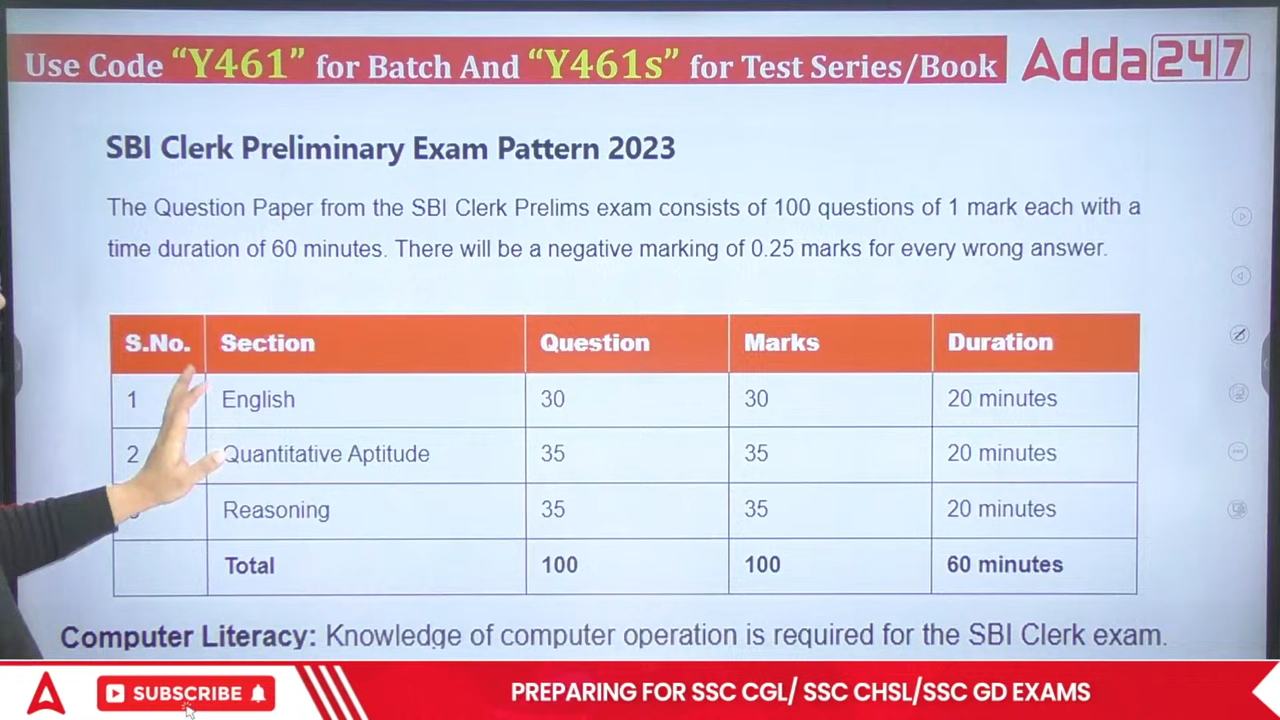 Use Code “Y461” for Batch And “Y461s” for Test Series/Book
Adda247
SBI Clerk Preliminary Exam Pattern 2023
The Question Paper from the SBI Clerk Prelims exam consists of 100 questions of 1 mark each with a
time duration of 60 minutes. There will be a negative marking of 0.25 marks for every wrong answer.
S.No. Section Question Marks Duration
1 English 30 30 20 minutes
2 Quantitative Aptitude 35 35 20 minutes
Reasoning 35 35 20 minutes
Total 100 100 60 minutes
Computer Literacy: Knowledge of computer operation is required for the SBI Clerk exam.
SUBSCRIBE
PREPARING FOR SSC CGL/ SSC CHSL/SSC GD EXAMS